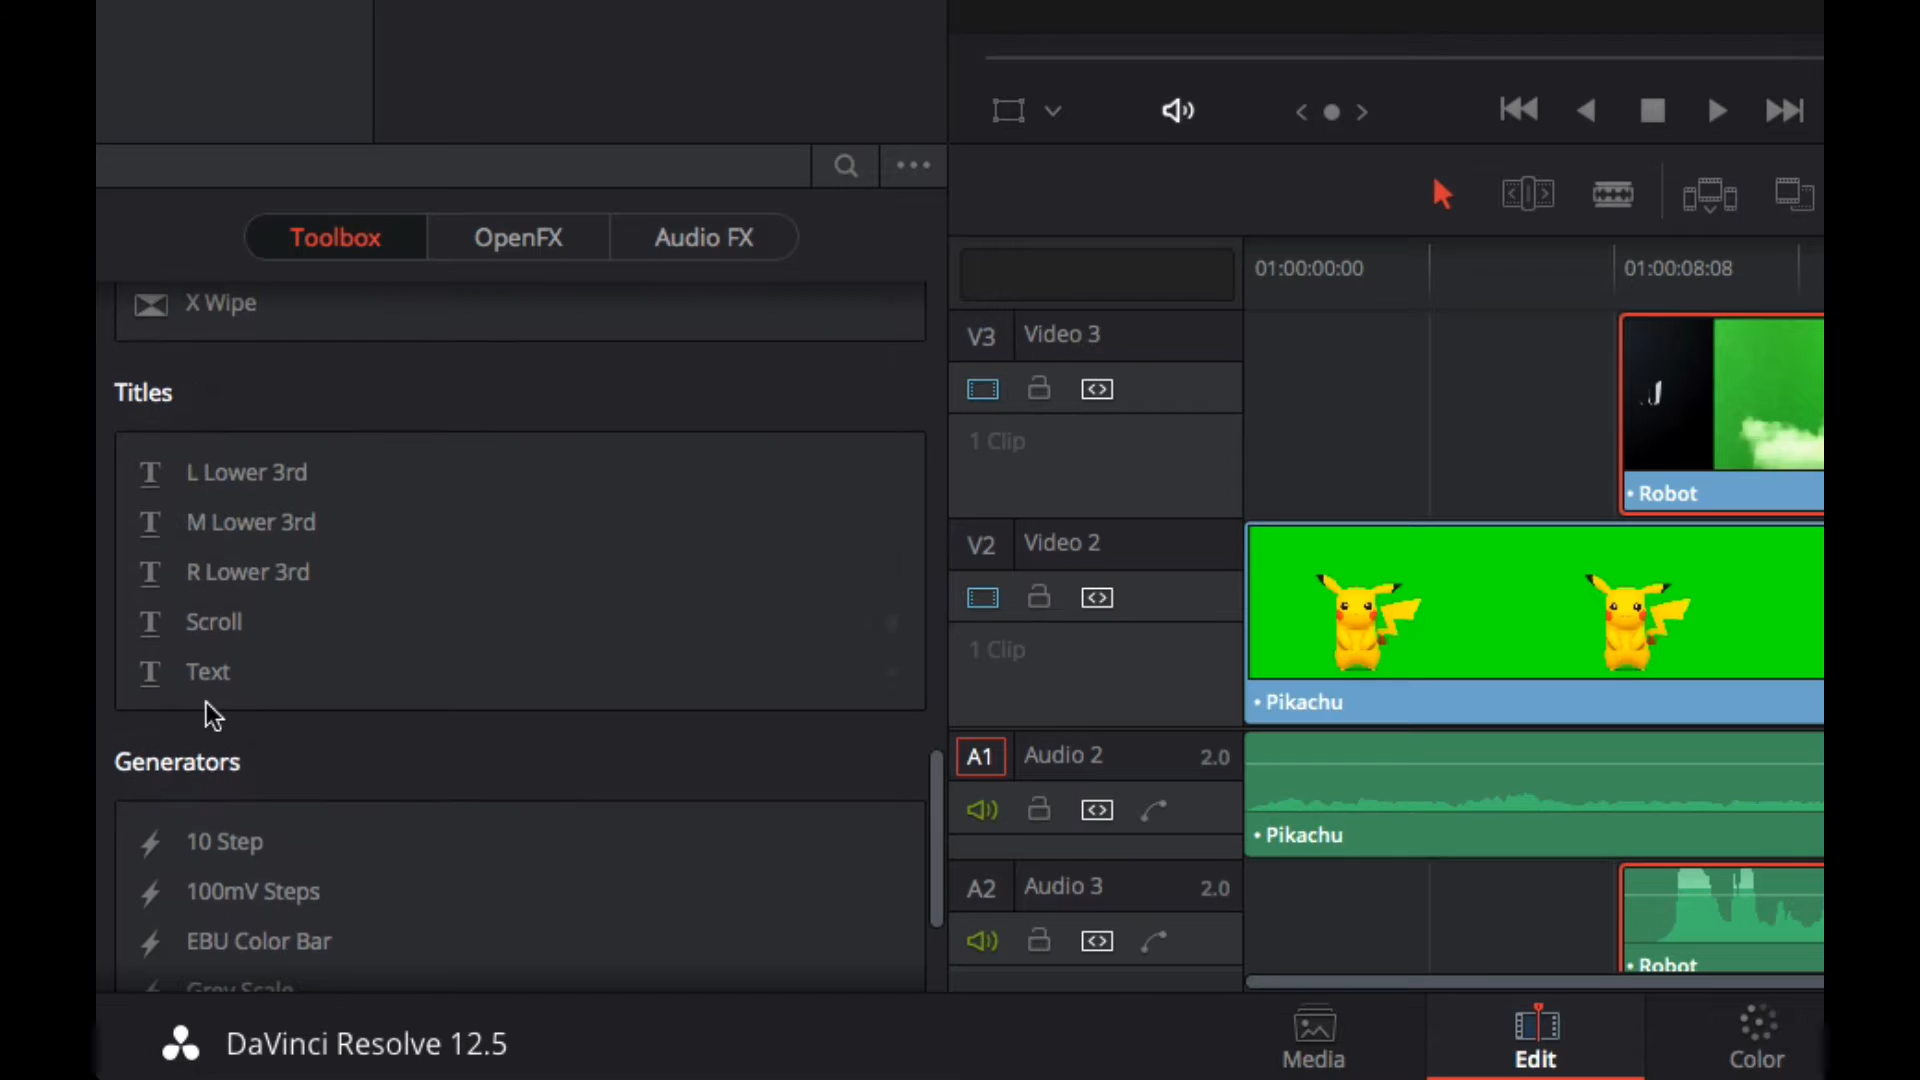 Toolbox
OpenFX
Audio FX
X Wipe
Titles
L Lower 3rd
M Lower 3rd
R Lower 3rd
Scroll
Text
Generators
10 Step
100mV Steps
EBU Color Bar
Grey Scale
01:00:00:00
01:00:08:08
V3
Video 3
1 Clip
• Robot
V2
Video 2
1 Clip
• Pikachu
A1
Audio 2
2.0
• Pikachu
A2
Audio 3
2.0
• Robot
DaVinci Resolve 12.5
Media
Edit
Color